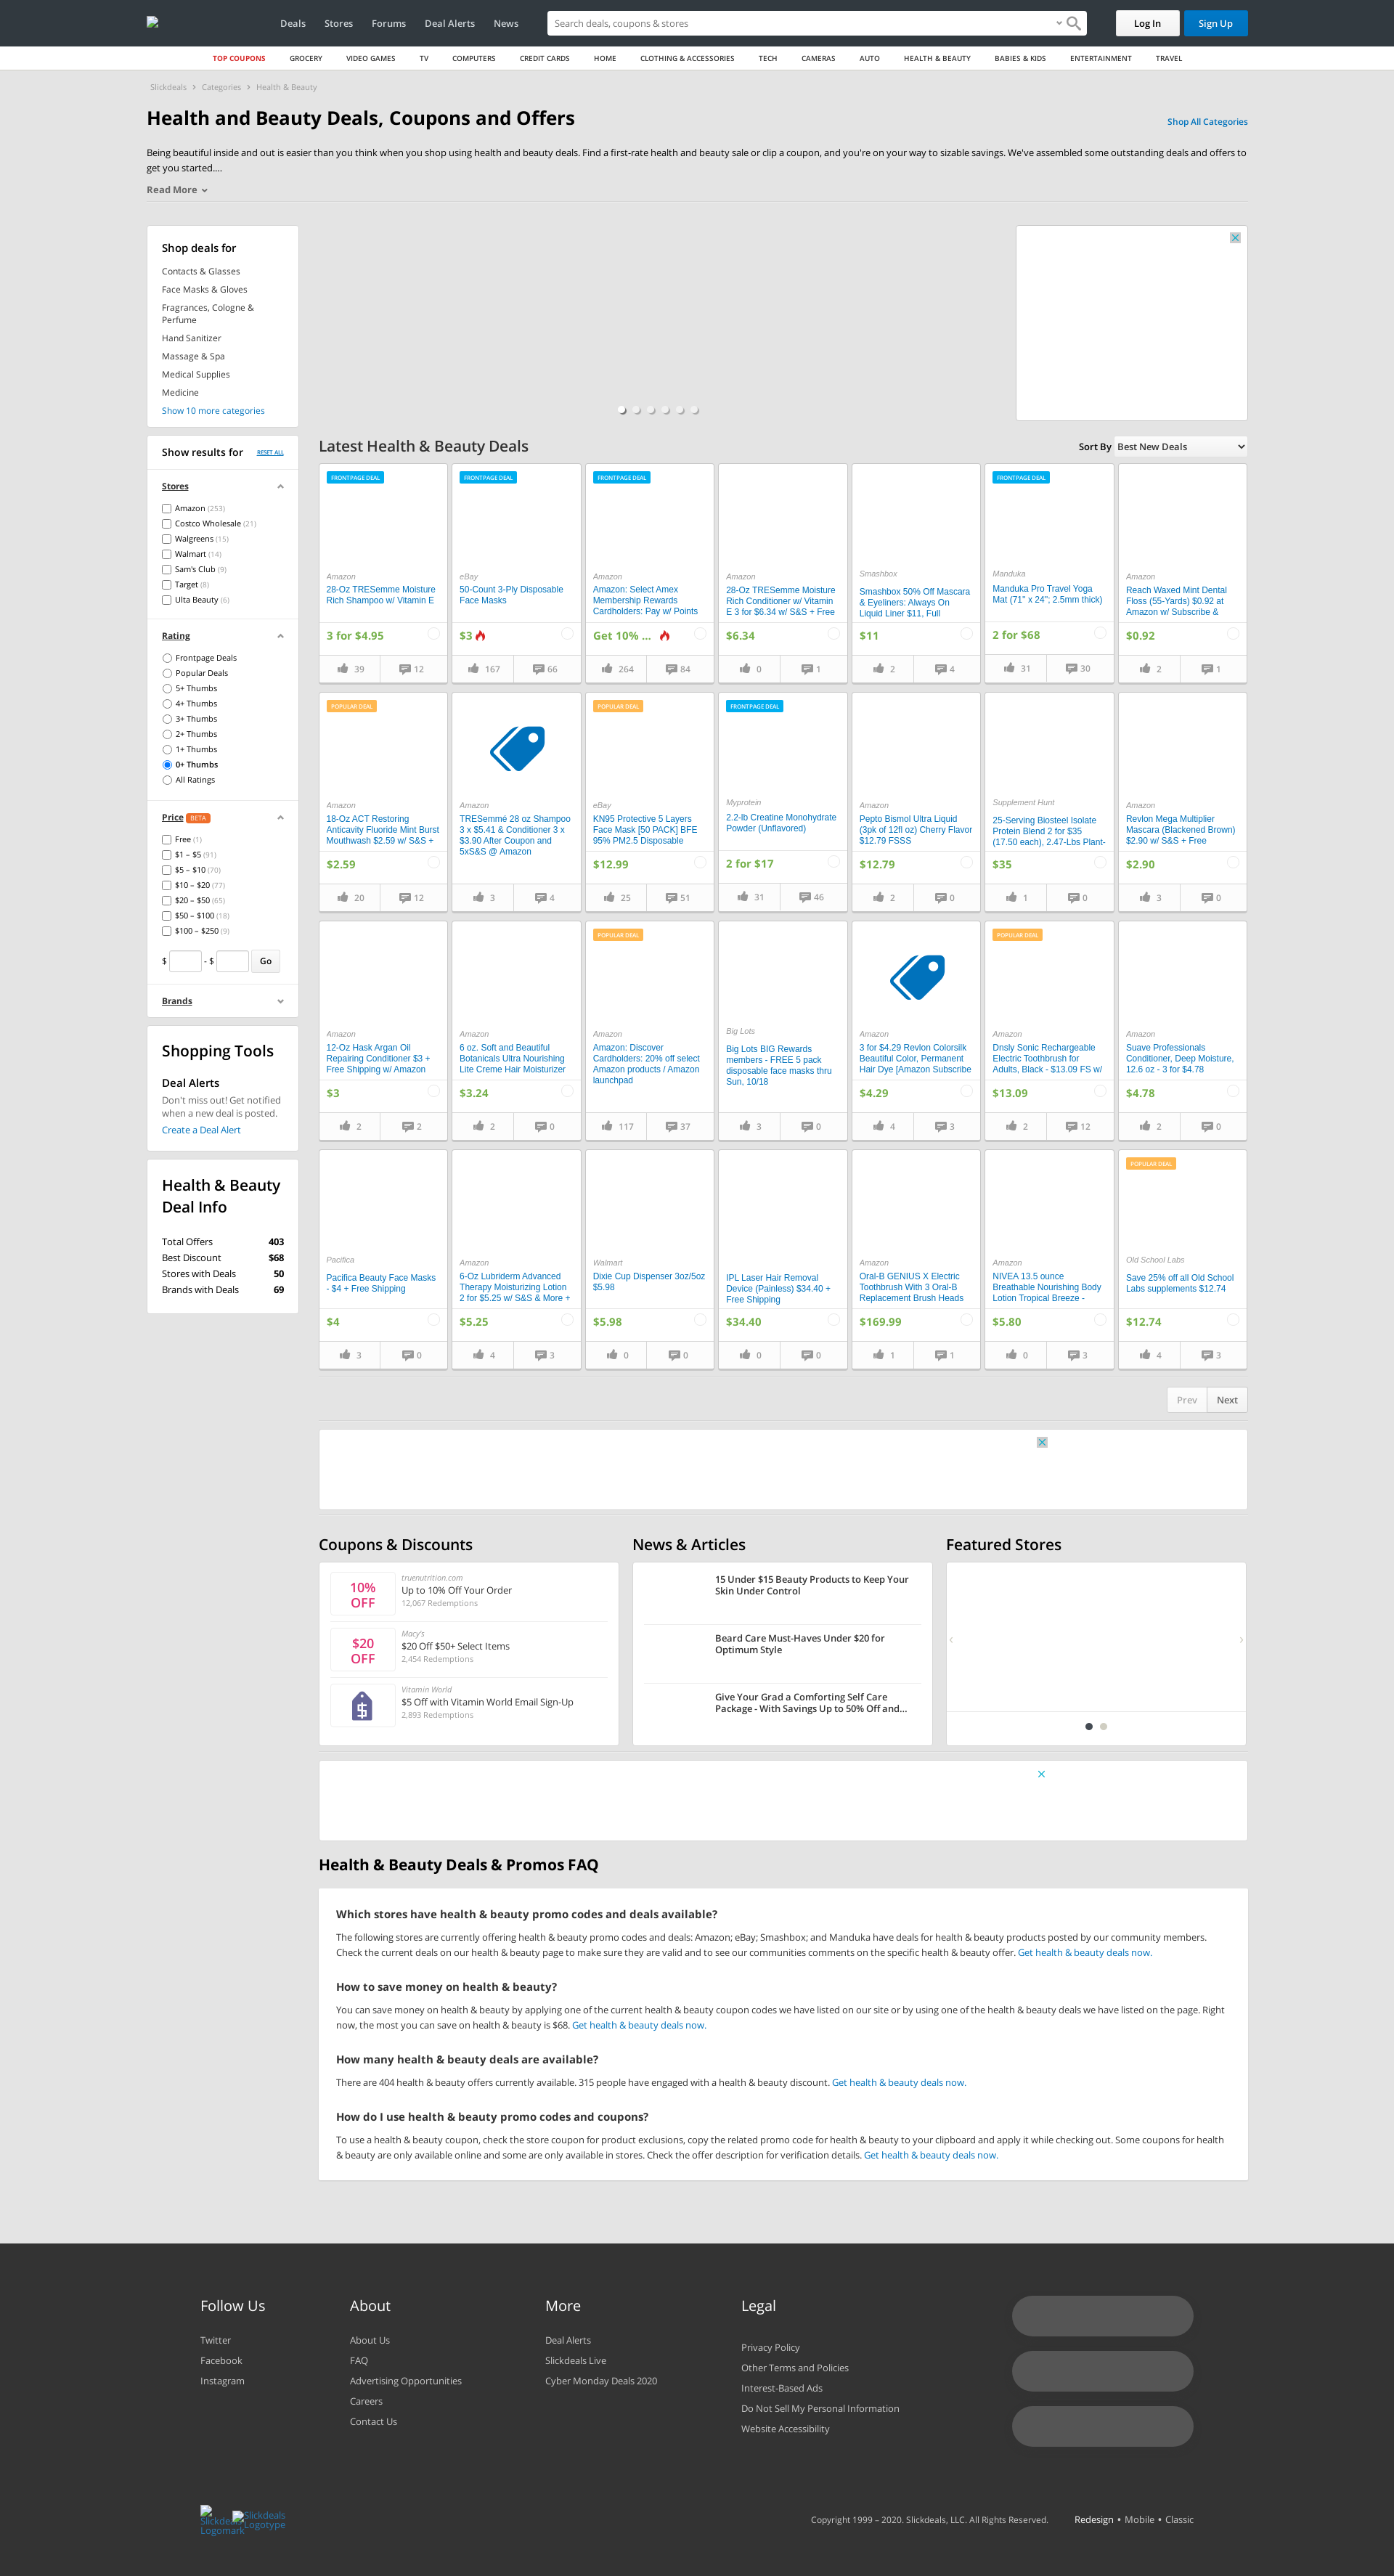 Deals Stores Forums Deal Alerts News Search deals, coupons & stores Log In Sign Up
TOP COUPONS GROCERY VIDEO GAMES TV COMPUTERS CREDIT CARDS HOME CLOTHING & ACCESSORIES TECH CAMERAS AUTO HEALTH & BEAUTY BABIES & KIDS ENTERTAINMENT TRAVEL
Slickdeals › Categories › Health & Beauty
Health and Beauty Deals, Coupons and Offers
Shop All Categories
Being beautiful inside and out is easier than you think when you shop using health and beauty deals. Find a first-rate health and beauty sale or clip a coupon, and you're on your way to sizable savings. We've assembled some outstanding deals and offers to
get you started....
Read More
Shop deals for
Contacts & Glasses
Face Masks & Gloves
Fragrances, Cologne &
Perfume
Hand Sanitizer
Massage & Spa
Medical Supplies
Medicine
Show 10 more categories
Show results for RESET ALL
Stores
Amazon (253)
Costco Wholesale (21)
Walgreens (15)
Walmart (14)
Sam's Club (9)
Target (8)
Ulta Beauty (6)
Rating
Frontpage Deals
Popular Deals
5+ Thumbs
4+ Thumbs
3+ Thumbs
2+ Thumbs
1+ Thumbs
0+ Thumbs
All Ratings
Price BETA
Free (1)
$1 – $5 (91)
$5 – $10 (70)
$10 – $20 (77)
$20 – $50 (65)
$50 – $100 (18)
$100 – $250 (9)
$ - $ Go
Brands
Shopping Tools
Deal Alerts
Don't miss out! Get notified
when a new deal is posted.
Create a Deal Alert
Health & Beauty
Deal Info
Total Offers 403
Best Discount $68
Stores with Deals 50
Brands with Deals 69
Latest Health & Beauty Deals
Sort By Best New Deals
FRONTPAGE DEAL
Amazon
28-Oz TRESemme Moisture
Rich Shampoo w/ Vitamin E
3 for $4.95
39 12
FRONTPAGE DEAL
eBay
50-Count 3-Ply Disposable
Face Masks
$3
167 66
FRONTPAGE DEAL
Amazon
Amazon: Select Amex
Membership Rewards
Cardholders: Pay w/ Points
Get 10% ...
264 84
Amazon
28-Oz TRESemme Moisture
Rich Conditioner w/ Vitamin
E 3 for $6.34 w/ S&S + Free
$6.34
0 1
Smashbox
Smashbox 50% Off Mascara
& Eyeliners: Always On
Liquid Liner $11, Full
$11
2 4
FRONTPAGE DEAL
Manduka
Manduka Pro Travel Yoga
Mat (71" x 24"; 2.5mm thick)
2 for $68
31 30
Amazon
Reach Waxed Mint Dental
Floss (55-Yards) $0.92 at
Amazon w/ Subscribe &
$0.92
2 1
POPULAR DEAL
Amazon
18-Oz ACT Restoring
Anticavity Fluoride Mint Burst
Mouthwash $2.59 w/ S&S +
$2.59
20 12
Amazon
TRESemmé 28 oz Shampoo
3 x $5.41 & Conditioner 3 x
$3.90 After Coupon and
5xS&S @ Amazon
3 4
POPULAR DEAL
eBay
KN95 Protective 5 Layers
Face Mask [50 PACK] BFE
95% PM2.5 Disposable
$12.99
25 51
FRONTPAGE DEAL
Myprotein
2.2-lb Creatine Monohydrate
Powder (Unflavored)
2 for $17
31 46
Amazon
Pepto Bismol Ultra Liquid
(3pk of 12fl oz) Cherry Flavor
$12.79 FSSS
$12.79
2 0
Supplement Hunt
25-Serving Biosteel Isolate
Protein Blend 2 for $35
(17.50 each), 2.47-Lbs Plant-
$35
1 0
Amazon
Revlon Mega Multiplier
Mascara (Blackened Brown)
$2.90 w/ S&S + Free
$2.90
3 0
Amazon
12-Oz Hask Argan Oil
Repairing Conditioner $3 +
Free Shipping w/ Amazon
$3
2 2
Amazon
6 oz. Soft and Beautiful
Botanicals Ultra Nourishing
Lite Creme Hair Moisturizer
$3.24
2 0
POPULAR DEAL
Amazon
Amazon: Discover
Cardholders: 20% off select
Amazon products / Amazon
launchpad
117 37
Big Lots
Big Lots BIG Rewards
members - FREE 5 pack
disposable face masks thru
Sun, 10/18
3 0
Amazon
3 for $4.29 Revlon Colorsilk
Beautiful Color, Permanent
Hair Dye [Amazon Subscribe
$4.29
4 3
POPULAR DEAL
Amazon
Dnsly Sonic Rechargeable
Electric Toothbrush for
Adults, Black - $13.09 FS w/
$13.09
2 12
Amazon
Suave Professionals
Conditioner, Deep Moisture,
12.6 oz - 3 for $4.78
$4.78
2 0
Pacifica
Pacifica Beauty Face Masks
- $4 + Free Shipping
$4
3 0
Amazon
6-Oz Lubriderm Advanced
Therapy Moisturizing Lotion
2 for $5.25 w/ S&S & More +
$5.25
4 3
Walmart
Dixie Cup Dispenser 3oz/5oz
$5.98
$5.98
0 0
IPL Laser Hair Removal
Device (Painless) $34.40 +
Free Shipping
$34.40
0 0
Amazon
Oral-B GENIUS X Electric
Toothbrush With 3 Oral-B
Replacement Brush Heads
$169.99
1 1
Amazon
NIVEA 13.5 ounce
Breathable Nourishing Body
Lotion Tropical Breeze -
$5.80
0 3
POPULAR DEAL
Old School Labs
Save 25% off all Old School
Labs supplements $12.74
$12.74
4 3
Prev Next
Coupons & Discounts
10%
OFF
truenutrition.com
Up to 10% Off Your Order
12,067 Redemptions
$20
OFF
Macy's
$20 Off $50+ Select Items
2,454 Redemptions
Vitamin World
$5 Off with Vitamin World Email Sign-Up
2,893 Redemptions
News & Articles
15 Under $15 Beauty Products to Keep Your
Skin Under Control
Beard Care Must-Haves Under $20 for
Optimum Style
Give Your Grad a Comforting Self Care
Package - With Savings Up to 50% Off and...
Featured Stores
Health & Beauty Deals & Promos FAQ
Which stores have health & beauty promo codes and deals available?
The following stores are currently offering health & beauty promo codes and deals: Amazon; eBay; Smashbox; and Manduka have deals for health & beauty products posted by our community members.
Check the current deals on our health & beauty page to make sure they are valid and to see our communities comments on the specific health & beauty offer. Get health & beauty deals now.
How to save money on health & beauty?
You can save money on health & beauty by applying one of the current health & beauty coupon codes we have listed on our site or by using one of the health & beauty deals we have listed on the page. Right
now, the most you can save on health & beauty is $68. Get health & beauty deals now.
How many health & beauty deals are available?
There are 404 health & beauty offers currently available. 315 people have engaged with a health & beauty discount. Get health & beauty deals now.
How do I use health & beauty promo codes and coupons?
To use a health & beauty coupon, check the store coupon for product exclusions, copy the related promo code for health & beauty to your clipboard and apply it while checking out. Some coupons for health
& beauty are only available online and some are only available in stores. Check the offer description for verification details. Get health & beauty deals now.
Follow Us
Twitter
Facebook
Instagram
About
About Us
FAQ
Advertising Opportunities
Careers
Contact Us
More
Deal Alerts
Slickdeals Live
Cyber Monday Deals 2020
Legal
Privacy Policy
Other Terms and Policies
Interest-Based Ads
Do Not Sell My Personal Information
Website Accessibility
Slickdeals
Logomark
Slickdeals
Logotype
Copyright 1999 – 2020. Slickdeals, LLC. All Rights Reserved. Redesign • Mobile • Classic